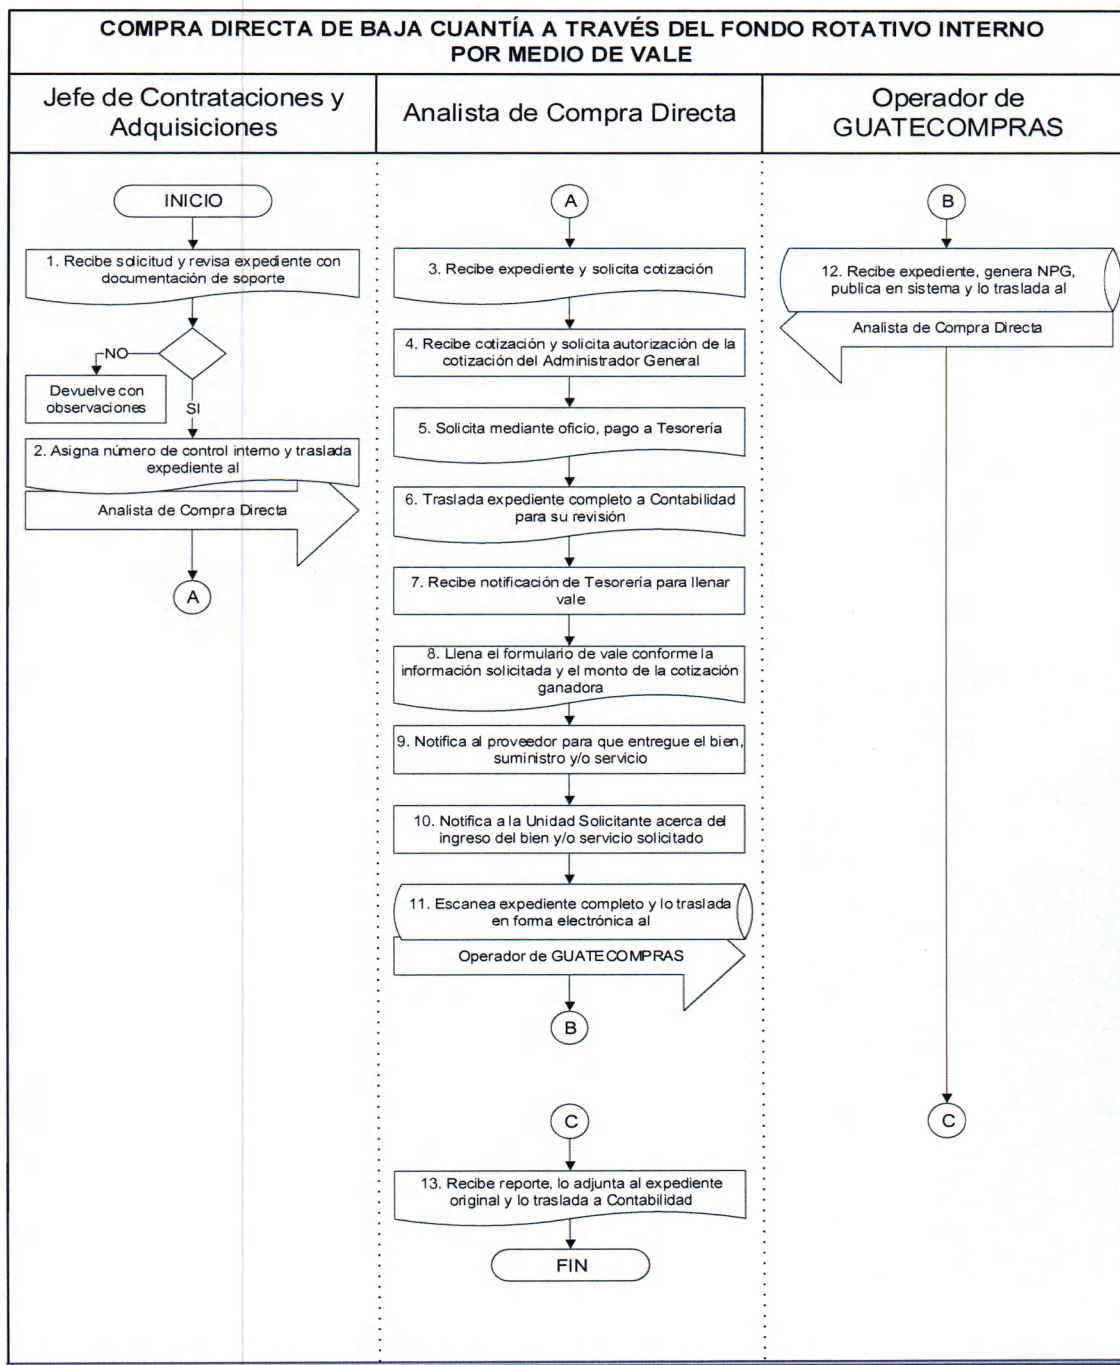 COMPRA DIRECTA DE BAJA CUANTÍA A TRAVÉS DEL FONDO ROTATIVO INTERNO
POR MEDIO DE VALE
Jefe de Contrataciones y
Adquisiciones
Analista de Compra Directa
Operador de
GUATECOMPRAS
INICIO
1. Recibe solicitud y revisa expediente con
documentación de soporte
NO
Devuelve con
observaciones
SI
2. Asigna número de control interno y traslada
expediente al
Analista de Compra Directa
A
A
3. Recibe expediente y solicita cotización
4. Recibe cotización y solicita autorización de la
cotización del Administrador General
5. Solicita mediante oficio, pago a Tesorería
6. Traslada expediente completo a Contabilidad
para su revisión
7. Recibe notificación de Tesorería para llenar
vale
8. Llena el formulario de vale conforme la
información solicitada y el monto de la cotización
ganadora
9. Notifica al proveedor para que entregue el bien,
suministro y/o servicio
10. Notifica a la Unidad Solicitante acerca del
ingreso del bien y/o servicio solicitado
11. Escanea expediente completo y lo traslada
en forma electrónica al
Operador de GUATECOMPRAS
B
B
12. Recibe expediente, genera NPG,
publica en sistema y lo traslada al
Analista de Compra Directa
C
C
13. Recibe reporte, lo adjunta al expediente
original y lo traslada a Contabilidad
FIN